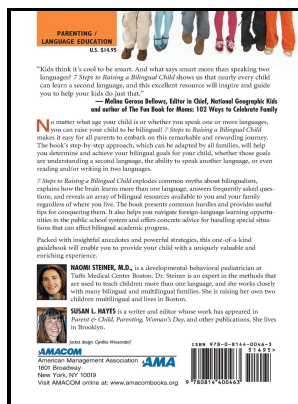 PARENTING /
LANGUAGE EDUCATION
U.S. $14.95
"Kids think it's cool to be smart. And what says smart more than speaking two
languages? 7 Steps to Raising a Bilingual Child shows us that nearly every child
can learn a second language, and this excellent resource will inspire and guide
you to help your kids do just that."
— Melina Gerosa Bellows, Editor in Chief, National Geographic Kids
and author of The Fun Book for Moms: 102 Ways to Celebrate Family
No matter what age your child is or whether you speak one or more languages,
you can raise your child to be bilingual! 7 Steps to Raising a Bilingual Child
makes it easy for all parents to embark on this remarkable and rewarding journey.
The book's step-by-step approach, which can be adapted by all families, will help
you determine and achieve bilingual goals for your child, whether those goals
are understanding a second language, the ability to speak another language, or even
reading and/or writing in two languages.
7 Steps to Raising a Bilingual Child explodes common myths about bilingualism,
explains how the brain learns more than one language, answers frequently asked ques-
tions, and reveals an array of bilingual resources available to you and your family
regardless of where you live. The book presents common hurdles and provides useful
tips for conquering them. It also helps you navigate foreign-language learning opportu-
nities in the public school system and offers concrete advice for handling special situa-
tions that can affect bilingual academic progress.
Packed with insightful anecdotes and powerful strategies, this one-of-a-kind
guidebook will enable you to provide your child with a uniquely valuable and
enriching experience.
NAOMI STEINER, M.D., is a developmental-behavioral pediatrician at
Tufts Medical Center Boston. Dr. Steiner is an expert in the methods that
are used to teach children more than one language, and she works closely
with many bilingual and multilingual families. She is raising her own two
children multilingual and lives in Boston.
SUSAN L. HAYES is a writer and editor whose work has appeared in
Parent & Child, Parenting, Woman's Day, and other publications. She lives
in Brooklyn.
Jacket design: Cynthia Wassendorf
AMACOM
American Management Association
AMA
1601 Broadway
New York, NY 10019
Visit AMACOM online at: www.amacombooks.org
ISBN 978-0-8144-0046-3
51495>
9 780814 400463